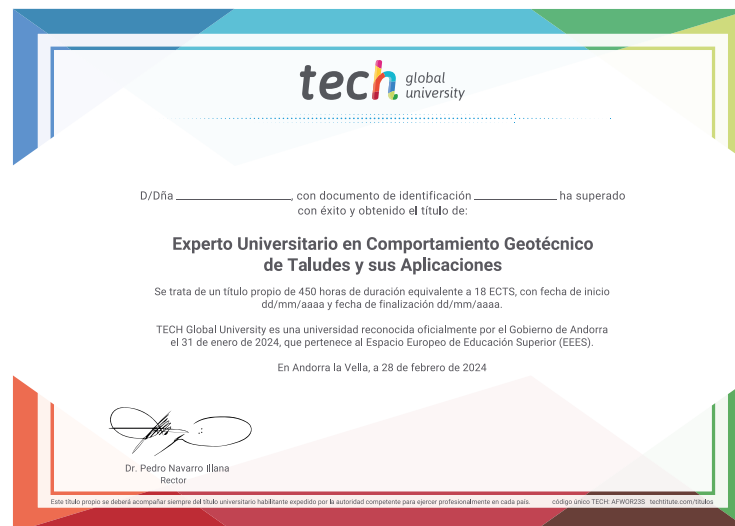 tech global
university
D/Dña ____________, con documento de identificación ____________ ha superado
con éxito y obtenido el título de:
Experto Universitario en Comportamiento Geotécnico
de Taludes y sus Aplicaciones
Se trata de un título propio de 450 horas de duración equivalente a 18 ECTS, con fecha de inicio
dd/mm/aaaa y fecha de finalización dd/mm/aaaa.
TECH Global University es una universidad reconocida oficialmente por el Gobierno de Andorra
el 31 de enero de 2024, que pertenece al Espacio Europeo de Educación Superior (EEES).
En Andorra la Vella, a 28 de febrero de 2024
Dr. Pedro Navarro Illana
Rector
Este título propio se deberá acompañar siempre del título universitario habilitante expedido por la autoridad competente para ejercer profesionalmente en cada país. código único TECH: AFWOR23S techtitute.com/titulos